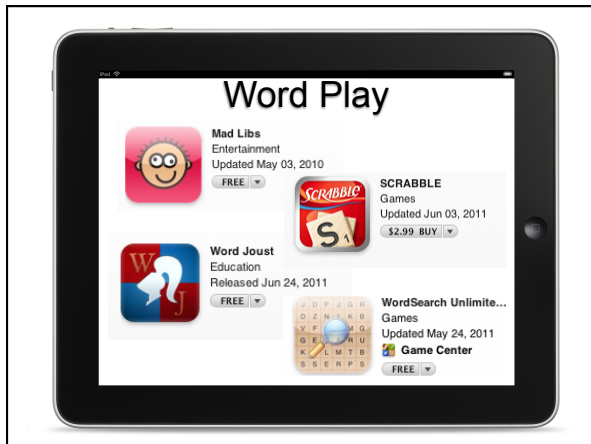 iPad
Word Play
Mad Libs
Entertainment
Updated May 03, 2010
FREE
SCRABBLE
SCRABBLE
Games
Updated Jun 03, 2011
$2.99 BUY
S1
W
J
Word Joust
Education
Released Jun 24, 2011
FREE
WordSearch Unlimite...
Games
Updated May 24, 2011
Game Center
FREE